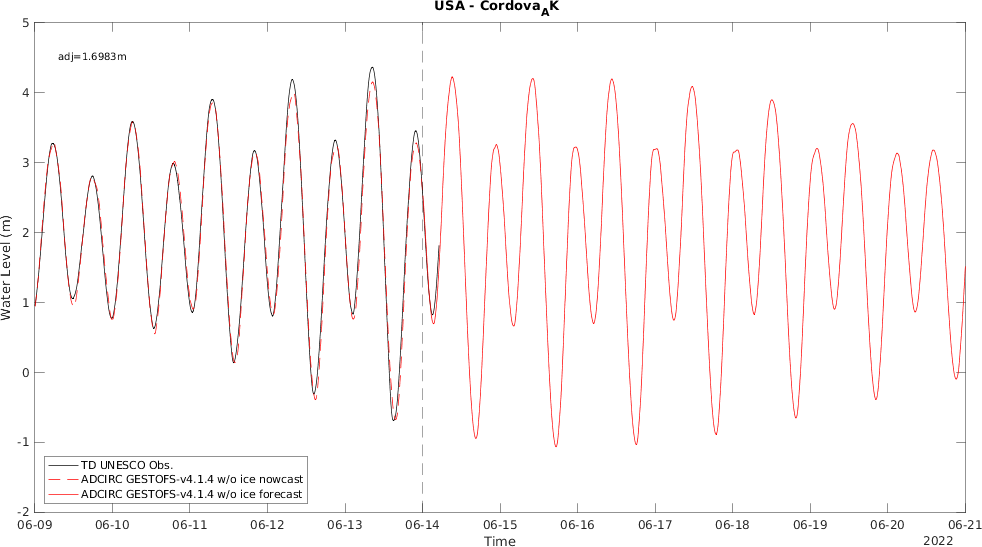 USA - Cordova_AK
adj=1.6983m
5
4
3
2
1
0
-1
-2
Water Level (m)
TD UNESCO Obs.
ADCIRC GESTOFS-v4.1.4 w/o ice nowcast
ADCIRC GESTOFS-v4.1.4 w/o ice forecast
06-09 06-10 06-11 06-12 06-13 06-14 06-15 06-16 06-17 06-18 06-19 06-20 06-21
Time
2022